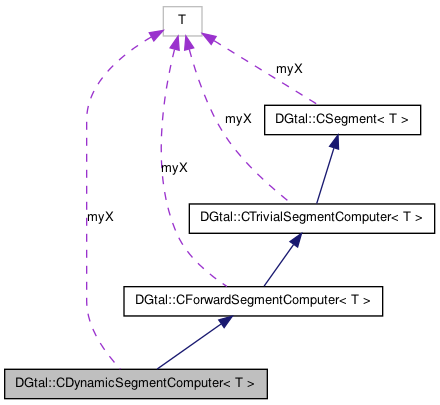 T
myX
DGtal::CSegment< T >
myX
myX
DGtal::CTrivialSegmentComputer< T >
myX
DGtal::CForwardSegmentComputer< T >
DGtal::CDynamicSegmentComputer< T >